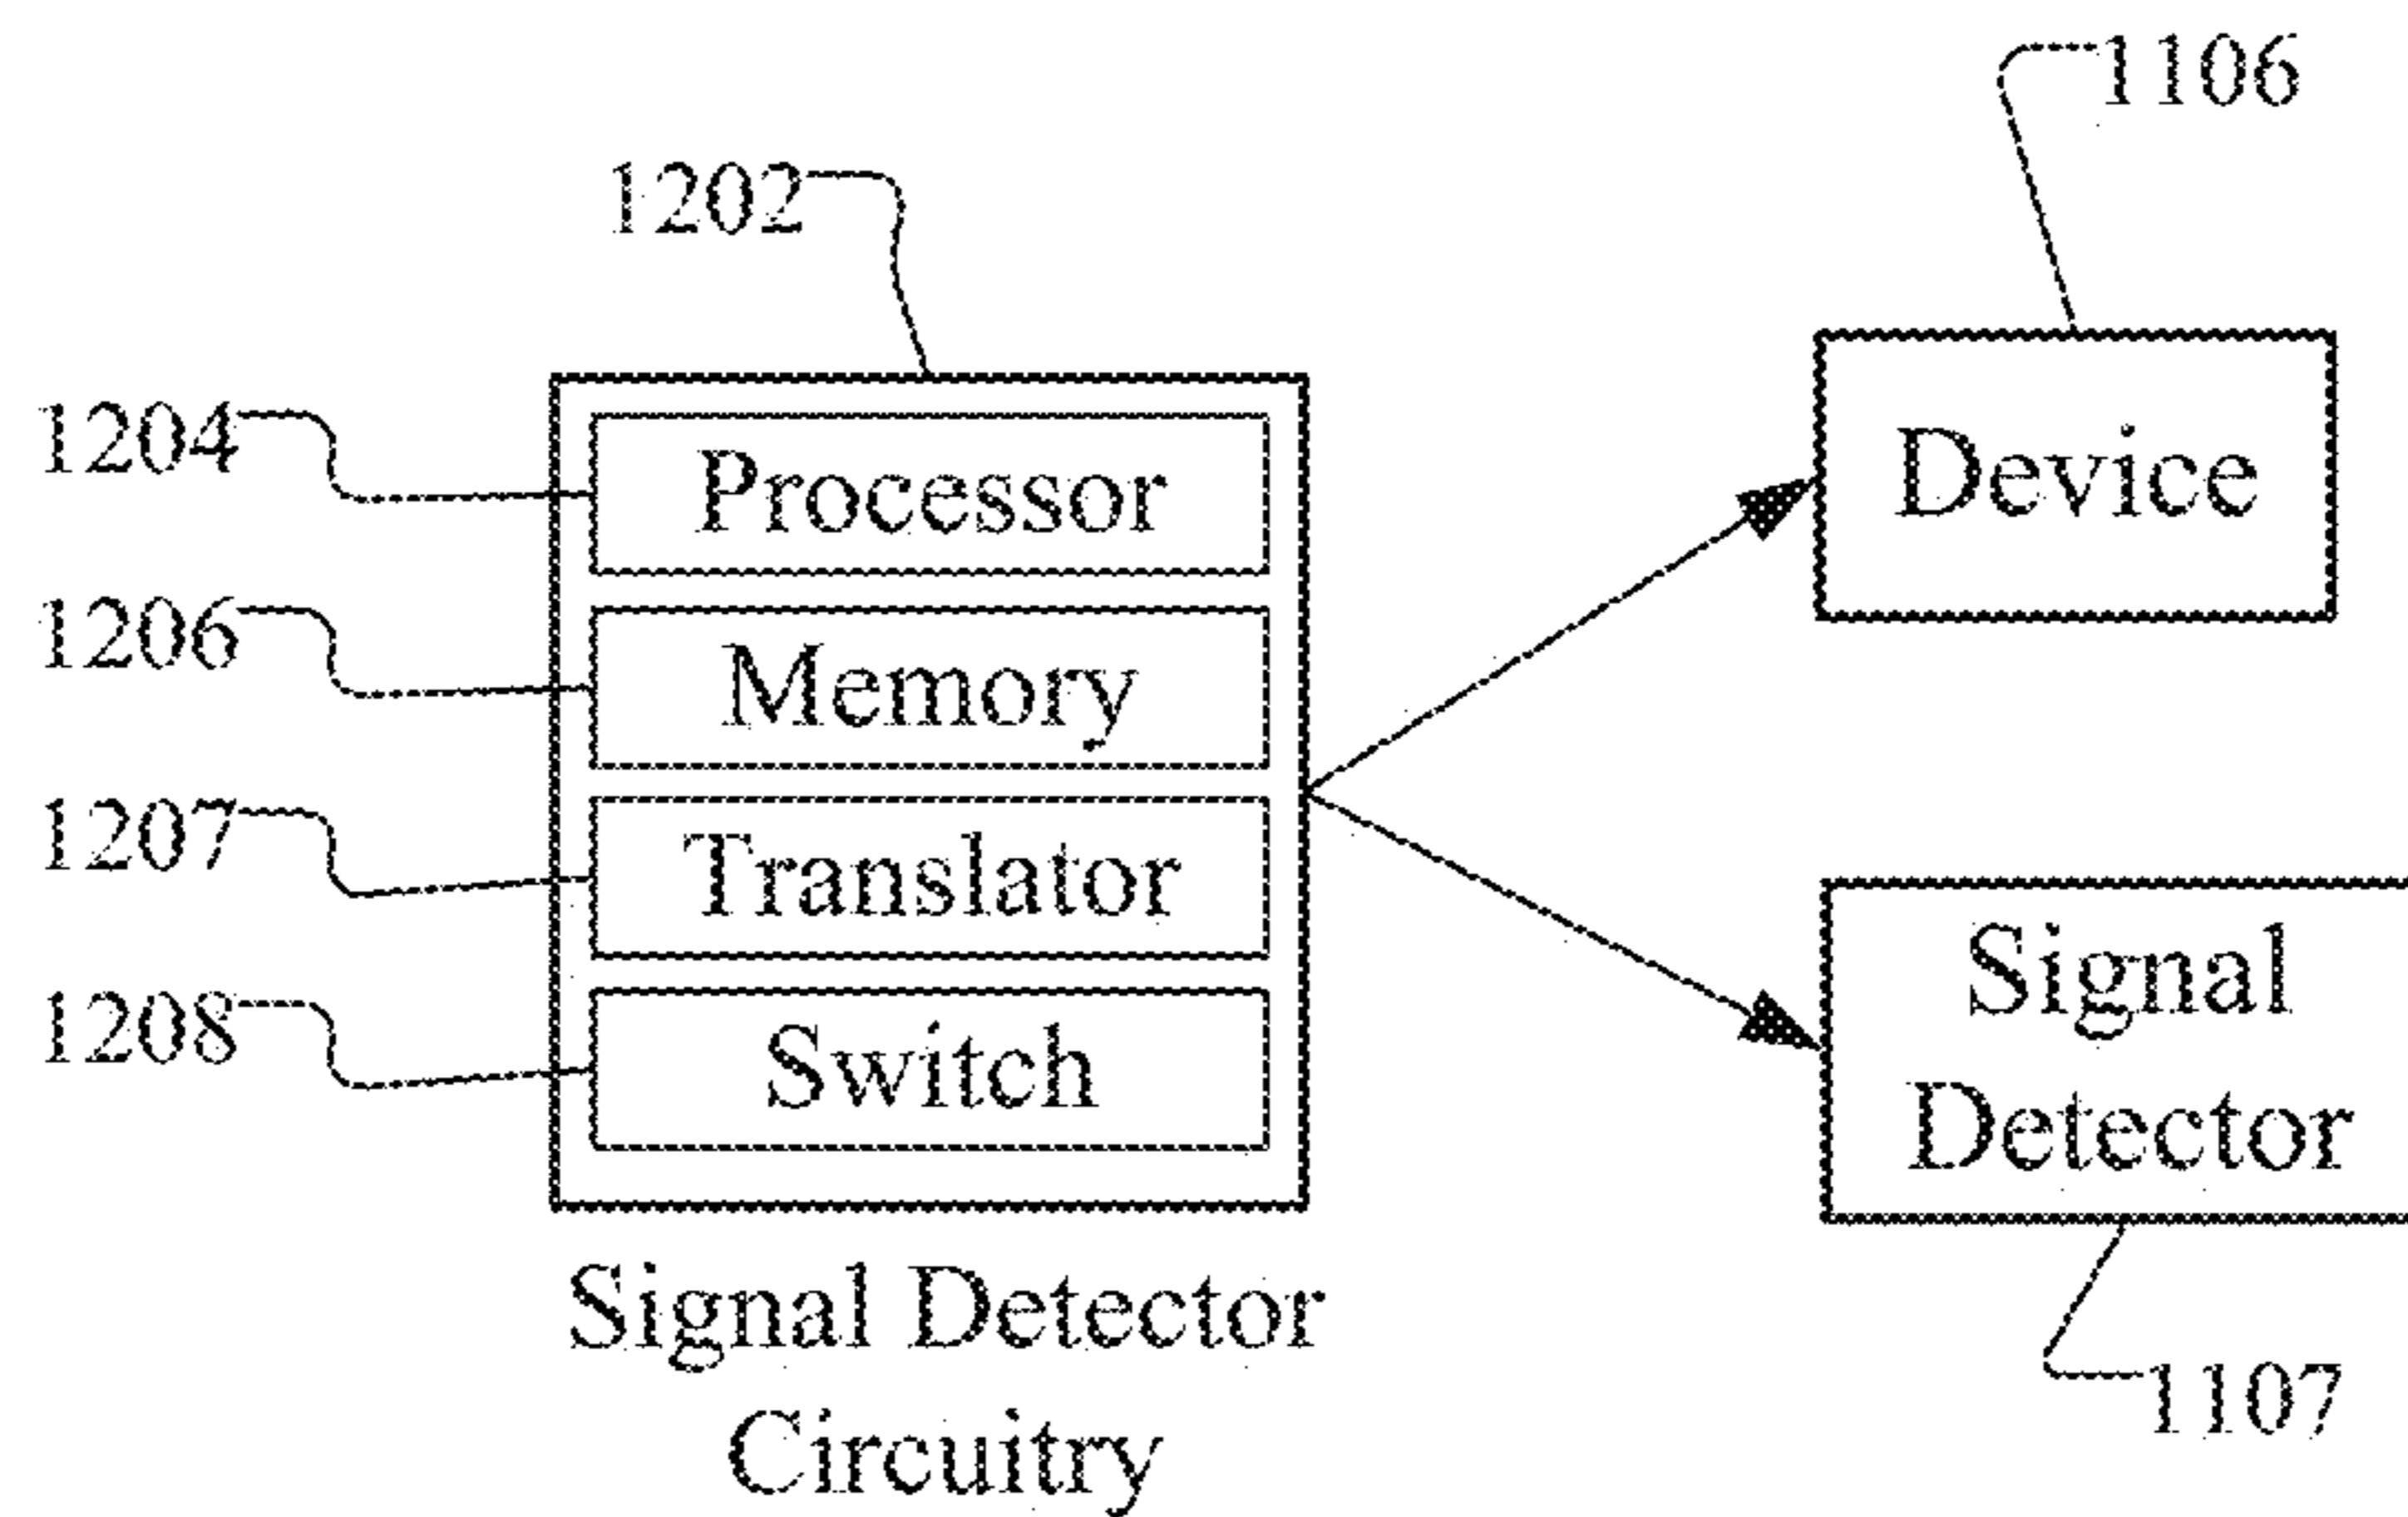 1106
1202
1204
Processor
Device
1206
Memory
1207
Translator
Signal
Detector
1208
Switch
Signal Detector
Circuitry
1107